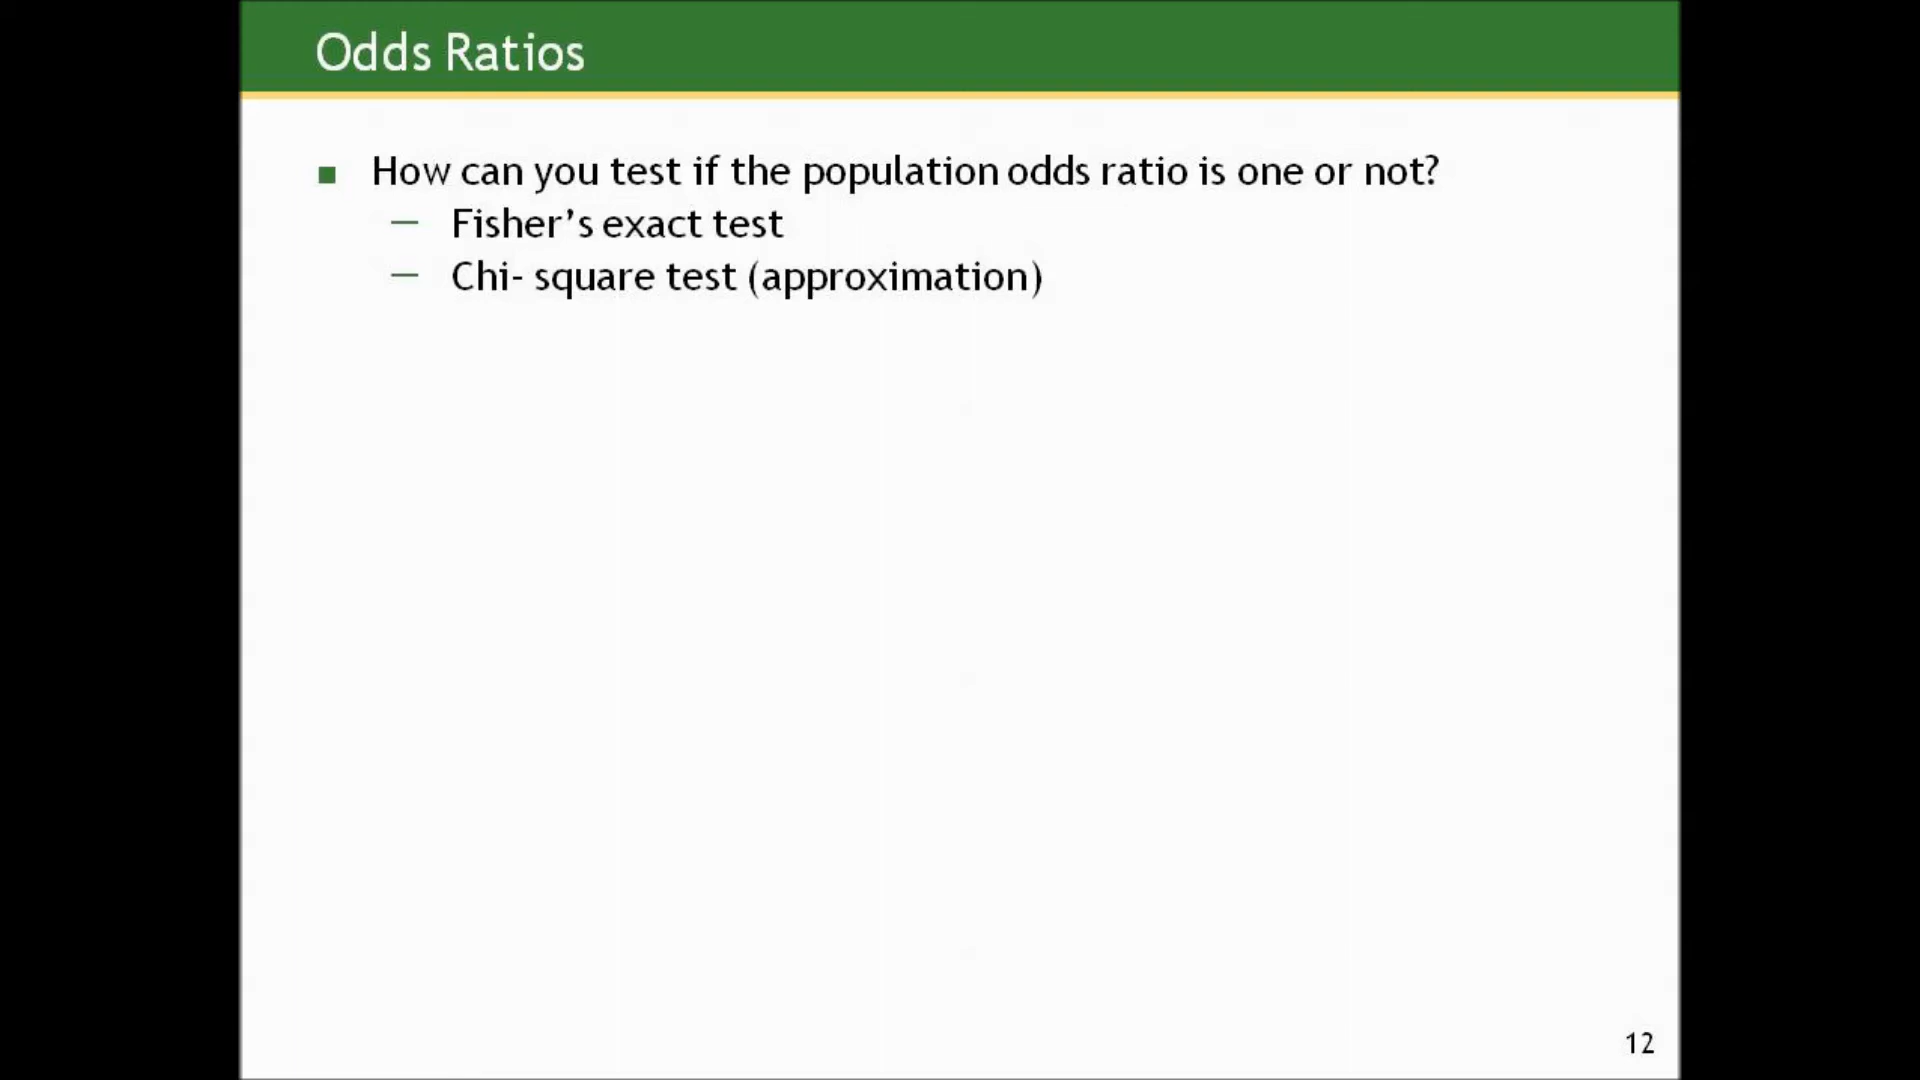 Odds Ratios
How can you test if the population odds ratio is one or not?
— Fisher’s exact test
— Chi- square test (approximation)
12